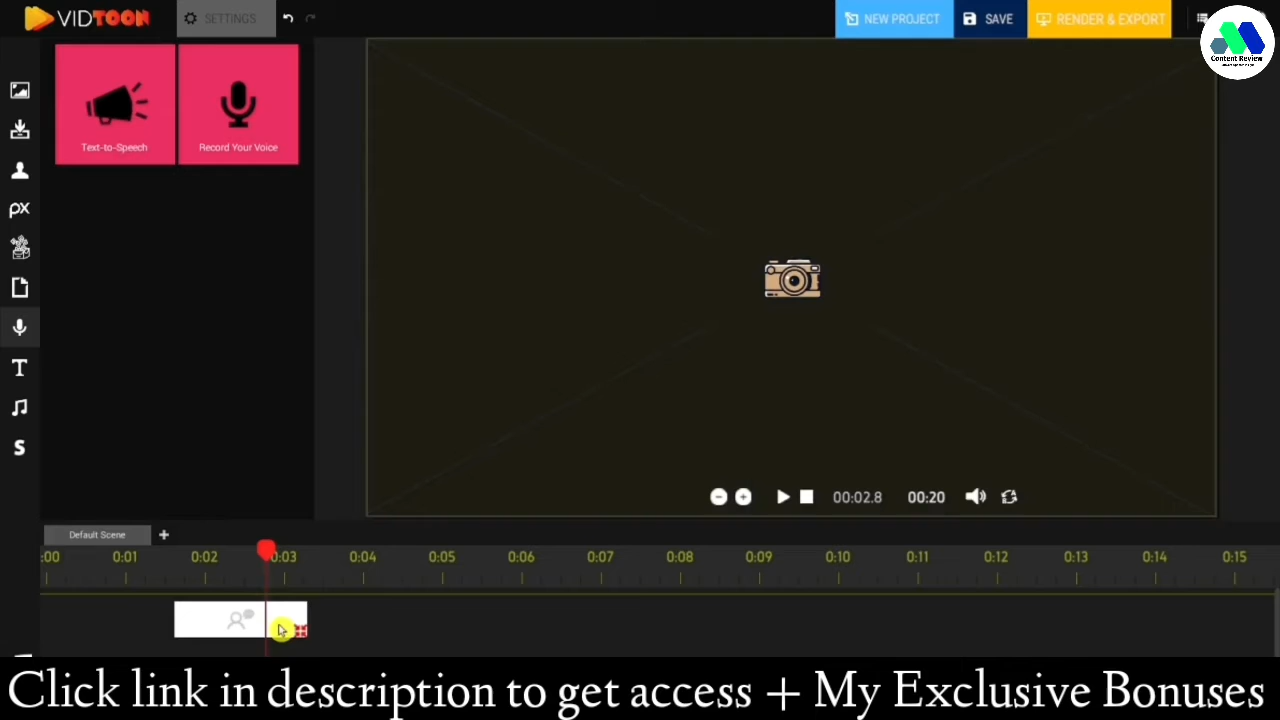 VIDTOON
SETTINGS
NEW PROJECT
SAVE
RENDER & EXPORT
Content Review
Text-to-Speech
Record Your Voice
px
T
S
00:02.8
00:20
Default Scene
:00
0:01
0:02
0:03
0:04
0:05
0:06
0:07
0:08
0:09
0:10
0:11
0:12
0:13
0:14
0:15
Click link in description to get access + My Exclusive Bonuses